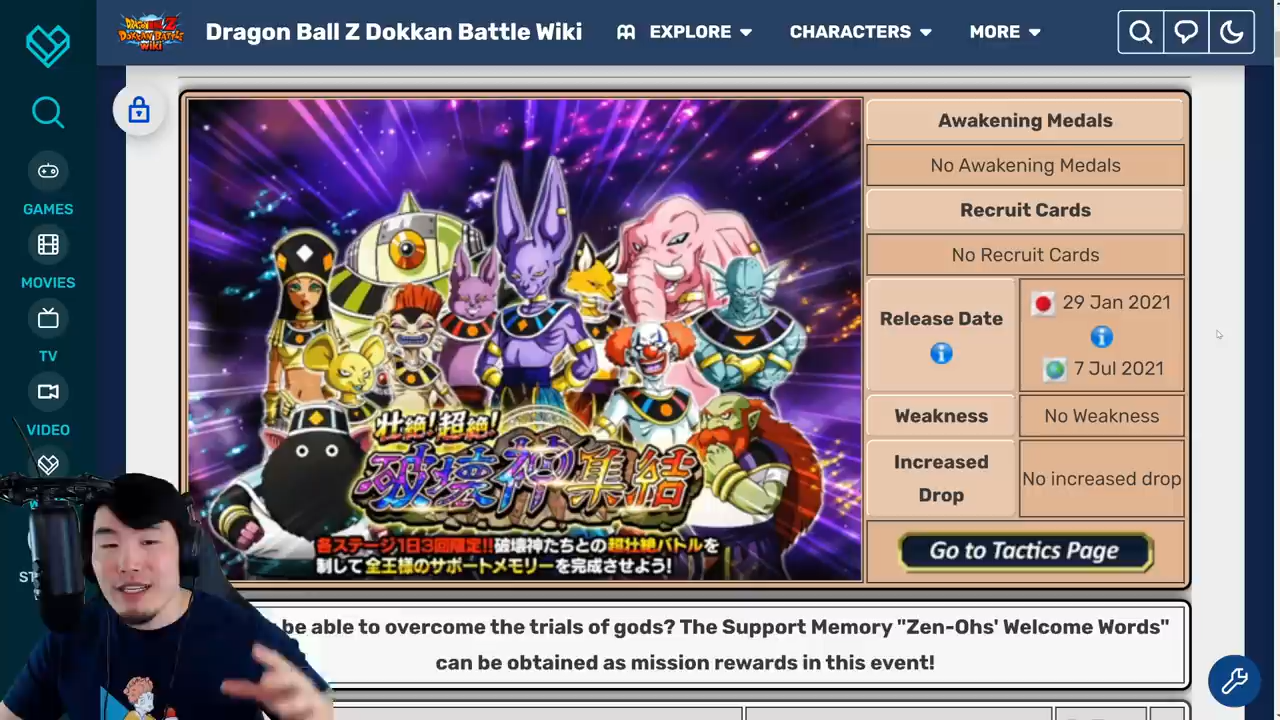 DRAGON BALL Z
DOKKAN BATTLE
WIKI
Dragon Ball Z Dokkan Battle Wiki
EXPLORE
CHARACTERS
MORE
GAMES
MOVIES
TV
VIDEO
壮絶!超絶!
破壊神集結
各ステージ1日3回限定!!破壊神たちとの超壮絶バトルを
制して全王様のサポートメモリーを完成させよう!
Awakening Medals
No Awakening Medals
Recruit Cards
No Recruit Cards
Release Date
29 Jan 2021
7 Jul 2021
Weakness
No Weakness
Increased
Drop
No increased drop
Go to Tactics Page
be able to overcome the trials of gods? The Support Memory "Zen-Ohs' Welcome Words"
can be obtained as mission rewards in this event!